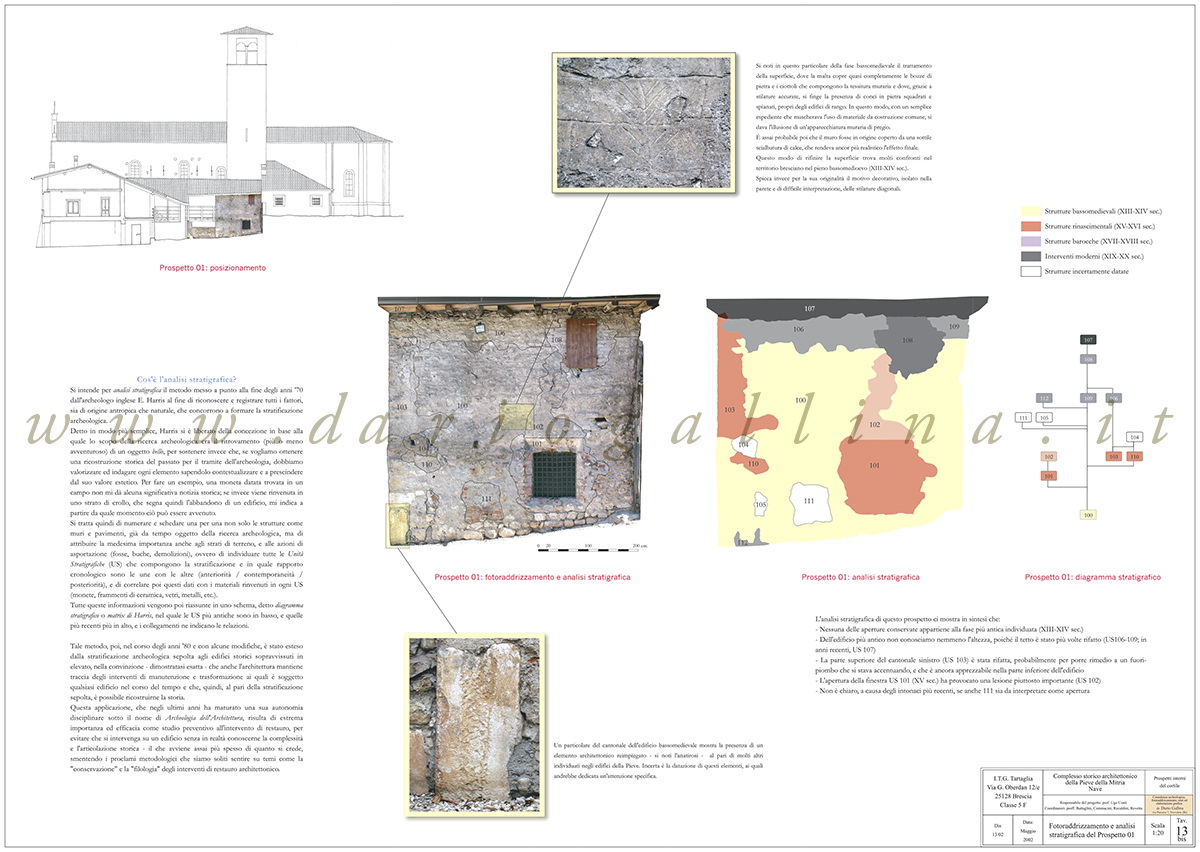 Si noti in questo particolare della fase bassomedievale il trattamento
della superficie, dove la malta copre quasi completamente le bozze di
pietra e i ciottoli che compongono la tessitura muraria e dove, grazie a
stilature accurate, si finge la presenza di conci in pietra squadrati e
spianati, propri degli edifici di rango. In questo modo, con un semplice
espediente che mascherava l'uso di materiale da costruzione comune, si
dava l'illusione di un'apparecchiatura muraria di pregio.
È assai probabile poi che il muro fosse in origine coperto da una sottile
scialbatura di calce, che rendeva ancor più realistico l'effetto finale.
Questo modo di rifinire la superficie trova molti confronti nel
territorio bresciano nel pieno bassomedioevo (XIII-XIV sec.).
Spicca invece per la sua originalità il motivo decorativo, isolato nella
parete e di difficile interpretazione, delle stilature diagonali.
Strutture bassomedievali (XIII-XIV sec.)
Strutture rinascimentali (XV-XVI sec.)
Strutture barocche (XVII-XVIII sec.)
Interventi moderni (XIX-XX sec.)
Strutture incertamente datate
Prospetto 01: posizionamento
Cos'è l'analisi stratigrafica?
Si intende per analisi stratigrafica il metodo messo a punto alla fine degli anni '70
dall'archeologo inglese E. Harris al fine di riconoscere e registrare tutti i fattori,
sia di origine antropica che naturale, che concorrono a formare la stratificazione
archeologica.
Detto in modo più semplice, Harris si è liberato della concezione in base alla
quale lo scopo della ricerca archeologica era il ritrovamento (più o meno
avventuroso) di un oggetto bello, per sostenere invece che, se vogliamo ottenere
una ricostruzione storica del passato per il tramite dell'archeologia, dobbiamo
valorizzare ed indagare ogni elemento sapendolo contestualizzare e a prescindere
dal suo valore estetico. Per fare un esempio, una moneta datata trovata in un
campo non mi dà alcuna significativa notizia storica; se invece viene rinvenuta in
uno strato di crollo, che segna quindi l'abbandono di un edificio, mi indica a
partire da quale momento ciò può essere avvenuto.
Si tratta quindi di numerare e schedare una per una non solo le strutture come
muri e pavimenti, già da tempo oggetto della ricerca archeologica, ma di
attribuire la medesima importanza anche agli strati di terreno, e alle azioni di
asportazione (fosse, buche, demolizioni), ovvero di individuare tutte le Unità
Stratigrafiche (US) che compongono la stratificazione e in quale rapporto
cronologico sono le une con le altre (anteriorità / contemporaneità /
posteriorità), e di correlare poi questi dati con i materiali rinvenuti in ogni US
(monete, frammenti di ceramica, vetri, metalli, etc.).
Tutte queste informazioni vengono poi riassunte in uno schema, detto diagramma
stratigrafico o matrix di Harris, nel quale le US più antiche sono in basso, e quelle
più recenti più in alto, e i collegamenti ne indicano le relazioni.
Tale metodo, poi, nel corso degli anni '80 e con alcune modifiche, è stato esteso
dalla stratificazione archeologica sepolta agli edifici storici sopravvissuti in
elevato, nella convinzione - dimostratasi esatta - che anche l'architettura mantiene
traccia degli interventi di manutenzione e trasformazione ai quali è soggetto
qualsiasi edificio nel corso del tempo e che, quindi, al pari della stratificazione
sepolta, è possibile ricostruirne la storia.
Questa applicazione, che negli ultimi anni ha maturato una sua autonomia
disciplinare sotto il nome di Archeologia dell'Architettura, risulta di estrema
importanza ed efficacia come studio preventivo all'intervento di restauro, per
evitare che si intervenga su un edificio senza in realtà conoscerne la complessità
e l'articolazione storica - il che avviene assai più spesso di quanto si creda,
smentendo i proclami metodologici che siamo soliti sentire su temi come la
"conservazione" e la "filologia" degli interventi di restauro architettonico.
www.dariogallina.it
107
106
108
103
100
102
101
110
111
0 20 100 200 cm.
Prospetto 01: fotoraddrizzamento e analisi stratigrafica
107
106
109
108
100
103
102
104
110
101
105
111
112
Prospetto 01: analisi stratigrafica
107
108
112
109
106
111
105
104
102
103
110
101
100
Prospetto 01: diagramma stratigrafico
L'analisi stratigrafica di questo prospetto ci mostra in sintesi che:
- Nessuna delle aperture conservate appartiene alla fase più antica individuata (XIII-XIV sec.)
- Dell'edificio più antico non conosciamo nemmeno l'altezza, poiché il tetto è stato più volte rifatto (US106-109; in
anni recenti, US 107)
- La parte superiore del cantonale sinistro (US 103) è stata rifatta, probabilmente per porre rimedio a un fuori-
piombo che si stava accentuando, e che è ancora apprezzabile nella parte inferiore dell'edificio
- L'apertura della finestra US 101 (XV sec.) ha provocato una lesione piuttosto importante (US 102)
- Non è chiaro, a causa degli intonaci più recenti, se anche 111 sia da interpretare come apertura
Un particolare del cantonale dell'edificio bassomedievale mostra la presenza di un
elemento architettonico reimpiegato - si noti l'anatirosi - al pari di molti altri
individuati negli edifici della Pieve. Incerta è la datazione di questi elementi, ai quali
andrebbe dedicata un'attenzione specifica.
I.T.G. Tartaglia
Via G. Oberdan 12/e
25128 Brescia
Classe 5 F
Complesso storico architettonico
della Pieve della Mitria
Nave
Responsabile del progetto: prof. Ugo Conti
Prospetti interni
del cortile
Dis
13/02
Data:
Maggio
2002
Fotoraddrizzamento e analisi
stratigrafica del Prospetto 01
Scala
1:20
Tav.
13
bis